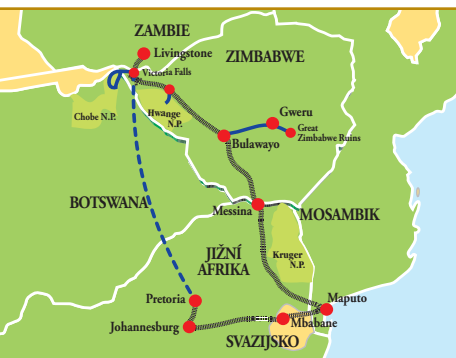 ZAMBIE
Livingstone
ZIMBABWE
Victoria Falls
Chobe N.P.
Hwange
N.P.
Gweru
Great
Zimbabwe Ruins
Bulawayo
BOTSWANA
Messina
MOSAMBIK
JIŽNÍ
AFRIKA
Kruger
N.P.
Pretoria
Maputo
Johannesburg
Mbabane
SVAZIJSKO